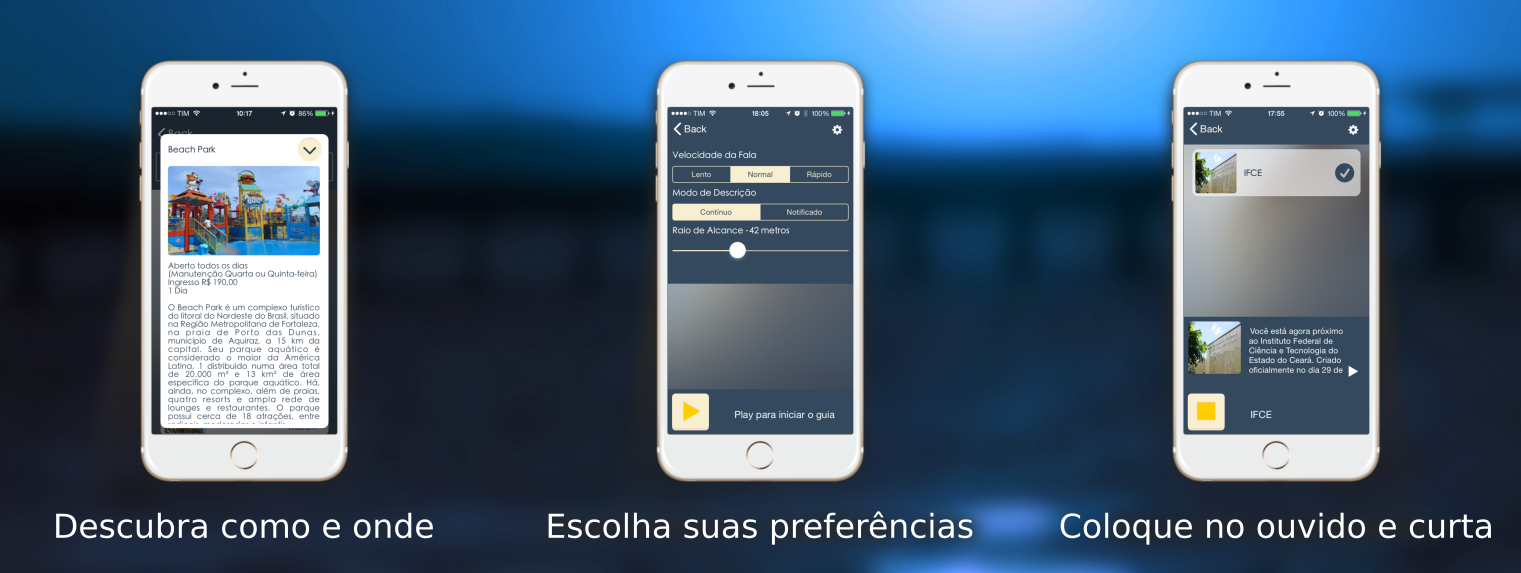 TIM
10:17
86%
Back
Beach Park
Aberto todos os dias
(Manutenção Quarta ou Quinta-feira)
Ingresso R$ 190,00
1 Dia
O Beach Park é um complexo turístico
do litoral do Nordeste do Brasil, situado
na Região Metropolitana de Fortaleza,
na praia de Porto das Dunas,
município de Aquiraz, a 15 km da
capital. Seu parque aquático é
considerado o maior da América
Latina, 1 distribuído numa área total
de 20.000 m² e 13 km² de área
específica do parque aquático. Há,
ainda, no complexo, além de praias,
quatro resorts e ampla rede de
lounges e restaurantes. O parque
possui cerca de 18 atrações, entre
Descubra como e onde
TIM
18:05
100%
Back
Velocidade da Fala
Lento Normal Rápido
Modo de Descrição
Contínuo Notificado
Raio de Alcance - 42 metros
Play para iniciar o guia
Escolha suas preferências
TIM
17:55
100%
Back
IFCE
Você está agora próximo
ao Instituto Federal de
Ciência e Tecnologia do
Estado do Ceará. Criado
oficialmente no dia 29 de
IFCE
Coloque no ouvido e curta